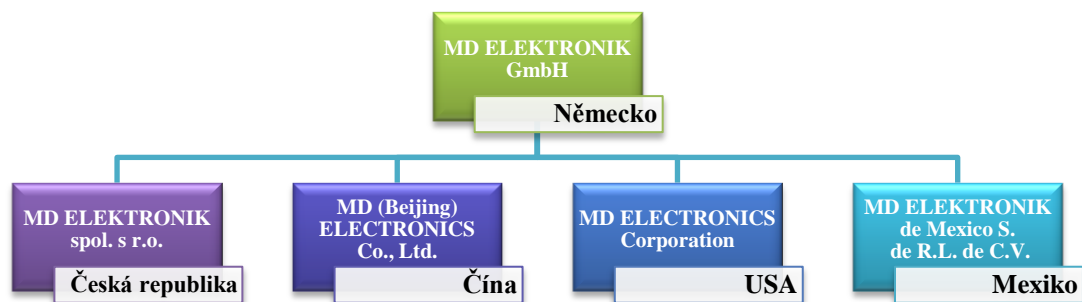 MD ELEKTRONIK
GmbH
Německo
MD ELEKTRONIK
spol. s r.o.
Česká republika
MD (Beijing)
ELECTRONICS
Co., Ltd.
Čína
MD ELECTRONICS
Corporation
USA
MD ELEKTRONIK
de Mexico S.
de R.L. de C.V.
Mexiko